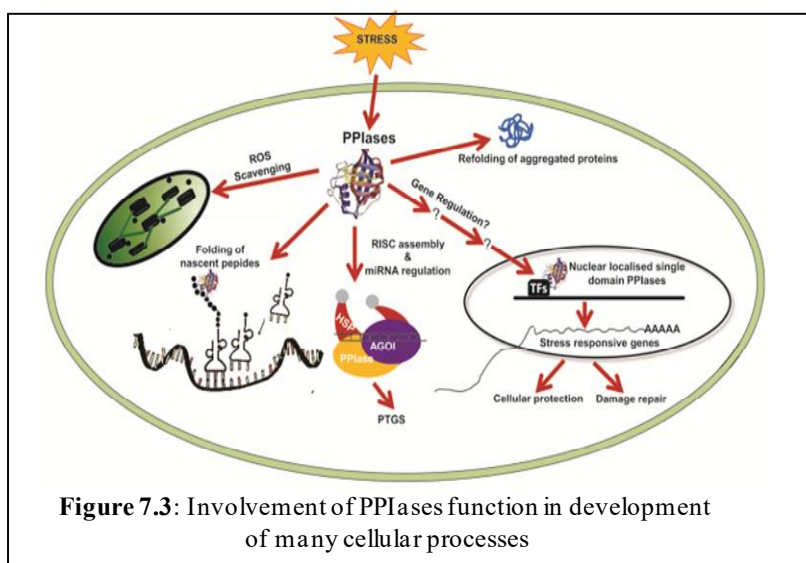 STRESS
PPIases
ROS
Scavenging
Refolding of aggregated proteins
Gene Regulation?
?
?
Folding of
nascent pepides
RISC assembly
&
miRNA regulation
Nuclear localised single
domain PPIases
TFs
HSP
AGOI
PPIase
AAAAA
Stress responsive genes
Cellular protection
Damage repair
PTGS
Figure 7.3: Involvement of PPIases function in development
of many cellular processes